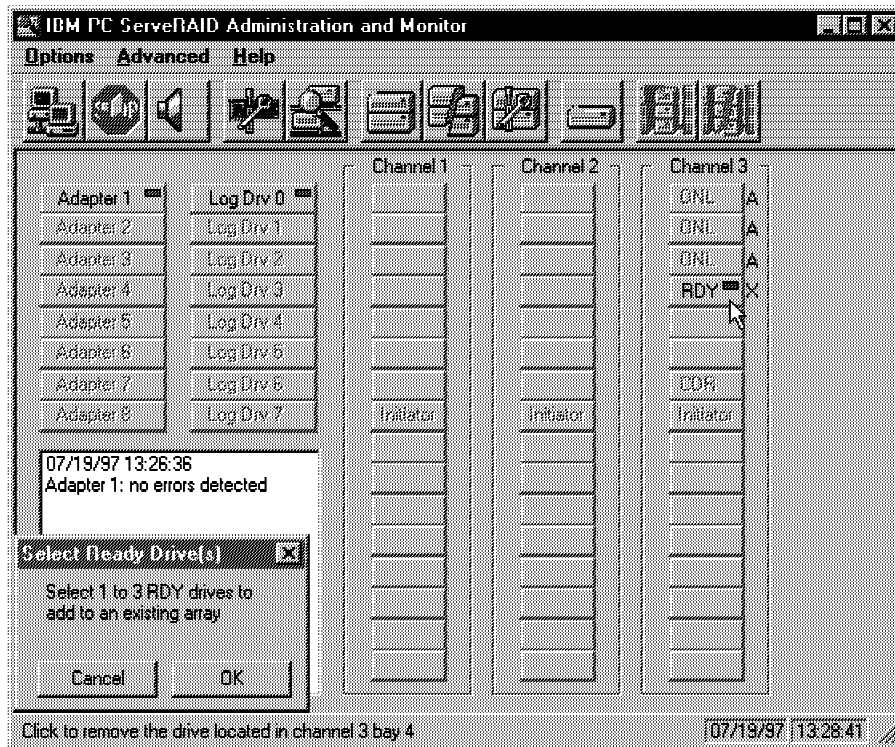 IBM PC ServeRAID Administration and Monitor
Options Advanced Help
Channel 1 Channel 2 Channel 3
Adapter 1 Log Drv 0 ONL A
Adapter 2 Log Drv 1 ONL A
Adapter 3 Log Drv 2 ONL A
Adapter 4 Log Drv 3 RDY X
Adapter 5 Log Drv 4
Adapter 6 Log Drv 5
Adapter 7 Log Drv 6 CDR
Adapter 8 Log Drv 7 Initiator Initiator Initiator
07/19/97 13:26:36
Adapter 1: no errors detected
Select Ready Drive(s)
Select 1 to 3 RDY drives to
add to an existing array
Cancel OK
Click to remove the drive located in channel 3 bay 4 07/19/97 13:28:41